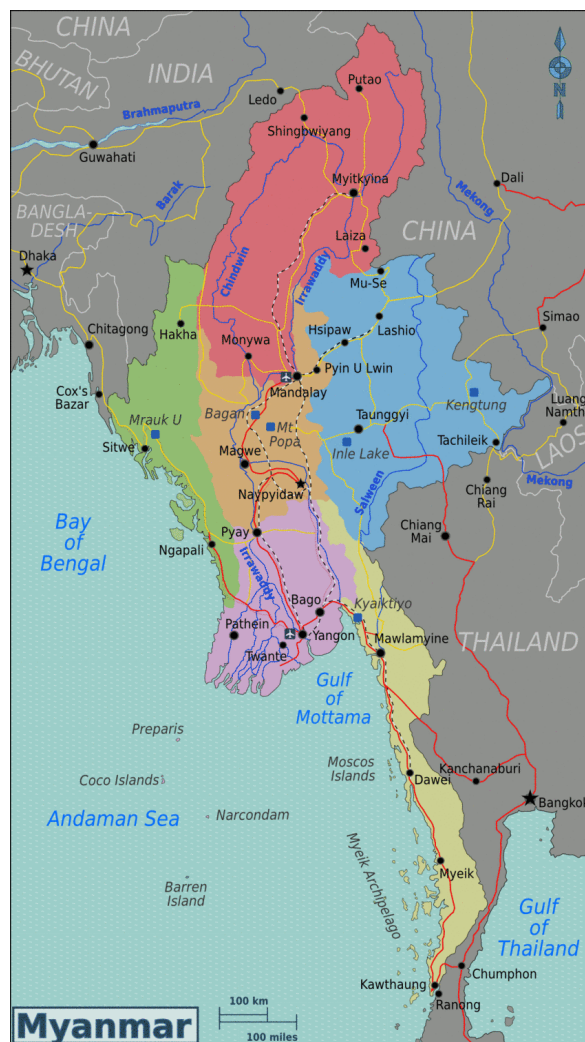 CHINA
BHUTAN
INDIA
N
Putao
Ledo
Brahmaputra
Shingbwiyang
Guwahati
Myitkyina
Dali
Barak
Mekong
BANGLA-
DESH
Laiza
CHINA
Dhaka
Chindwin
Irrawaddy
Mu-Se
Simao
Chitagong
Hakha
Hsipaw
Lashio
Monywa
Pyin U Lwin
Mandalay
Cox's
Bazar
Mrauk U
Bagan
Mt
Popa
Taunggyi
Kengtung
Luang
Namtha
Sitwe
Magwe
Inle Lake
Tachileik
LAOS
Naypyidaw
Salween
Mekong
Chiang
Rai
Bay
of
Bengal
Pyay
Chiang
Mai
Ngapali
Irrawaddy
Bago
Kyaiktiyo
Pathein
Yangon
Mawlamyine
THAILAND
Twante
Gulf
of
Mottama
Preparis
Moscos
Islands
Kanchanaburi
Coco Islands
Dawei
Andaman Sea
Narcondam
Bangkok
Myeik Archipelago
Myeik
Barren
Island
Gulf
of
Thailand
Kawthaung
Chumphon
Ranong
100 km
100 miles
Myanmar